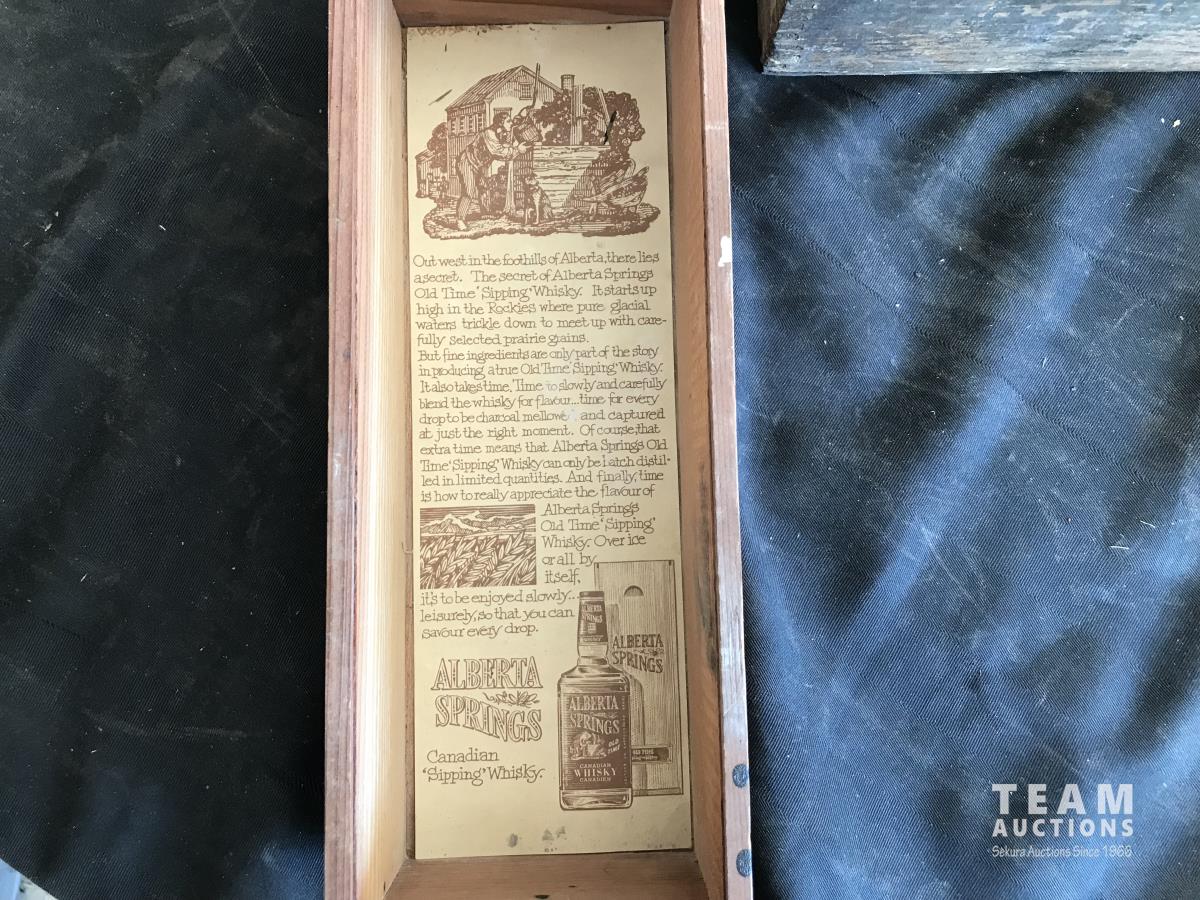 Out west in the foothills of Alberta, there lies
a secret. The secret of Alberta Springs
Old Time 'Sipping' Whisky. It starts up
high in the Rockies where pure glacial
waters trickle down to meet up with care-
fully selected prairie grains.
But fine ingredients are only part of the story
in producing a true Old Time 'Sipping' Whisky.
It also takes time. Time to slowly and carefully
blend the whisky for flavour...time for every
drop to be charcoal mellowed and captured
at just the right moment. Of course, that
extra time means that Alberta Springs Old
Time 'Sipping' Whisky can only be batch distil-
led in limited quantities. And finally, time
is how to really appreciate the flavour of
Alberta Springs
Old Time 'Sipping'
Whisky. Over ice
or all by
itself,
it's to be enjoyed slowly...
leisurely, so that you can
savour every drop.
ALBERTA
SPRINGS
Canadian
'Sipping' Whisky.
ALBERTA
SPRINGS
ALBERTA
SPRINGS
OLD
TIME
CANADIAN
WHISKY
CANADIEN
ALBERTA
SPRINGS
OLD TIME
TEAM
AUCTIONS
Sekura Auctions Since 1966